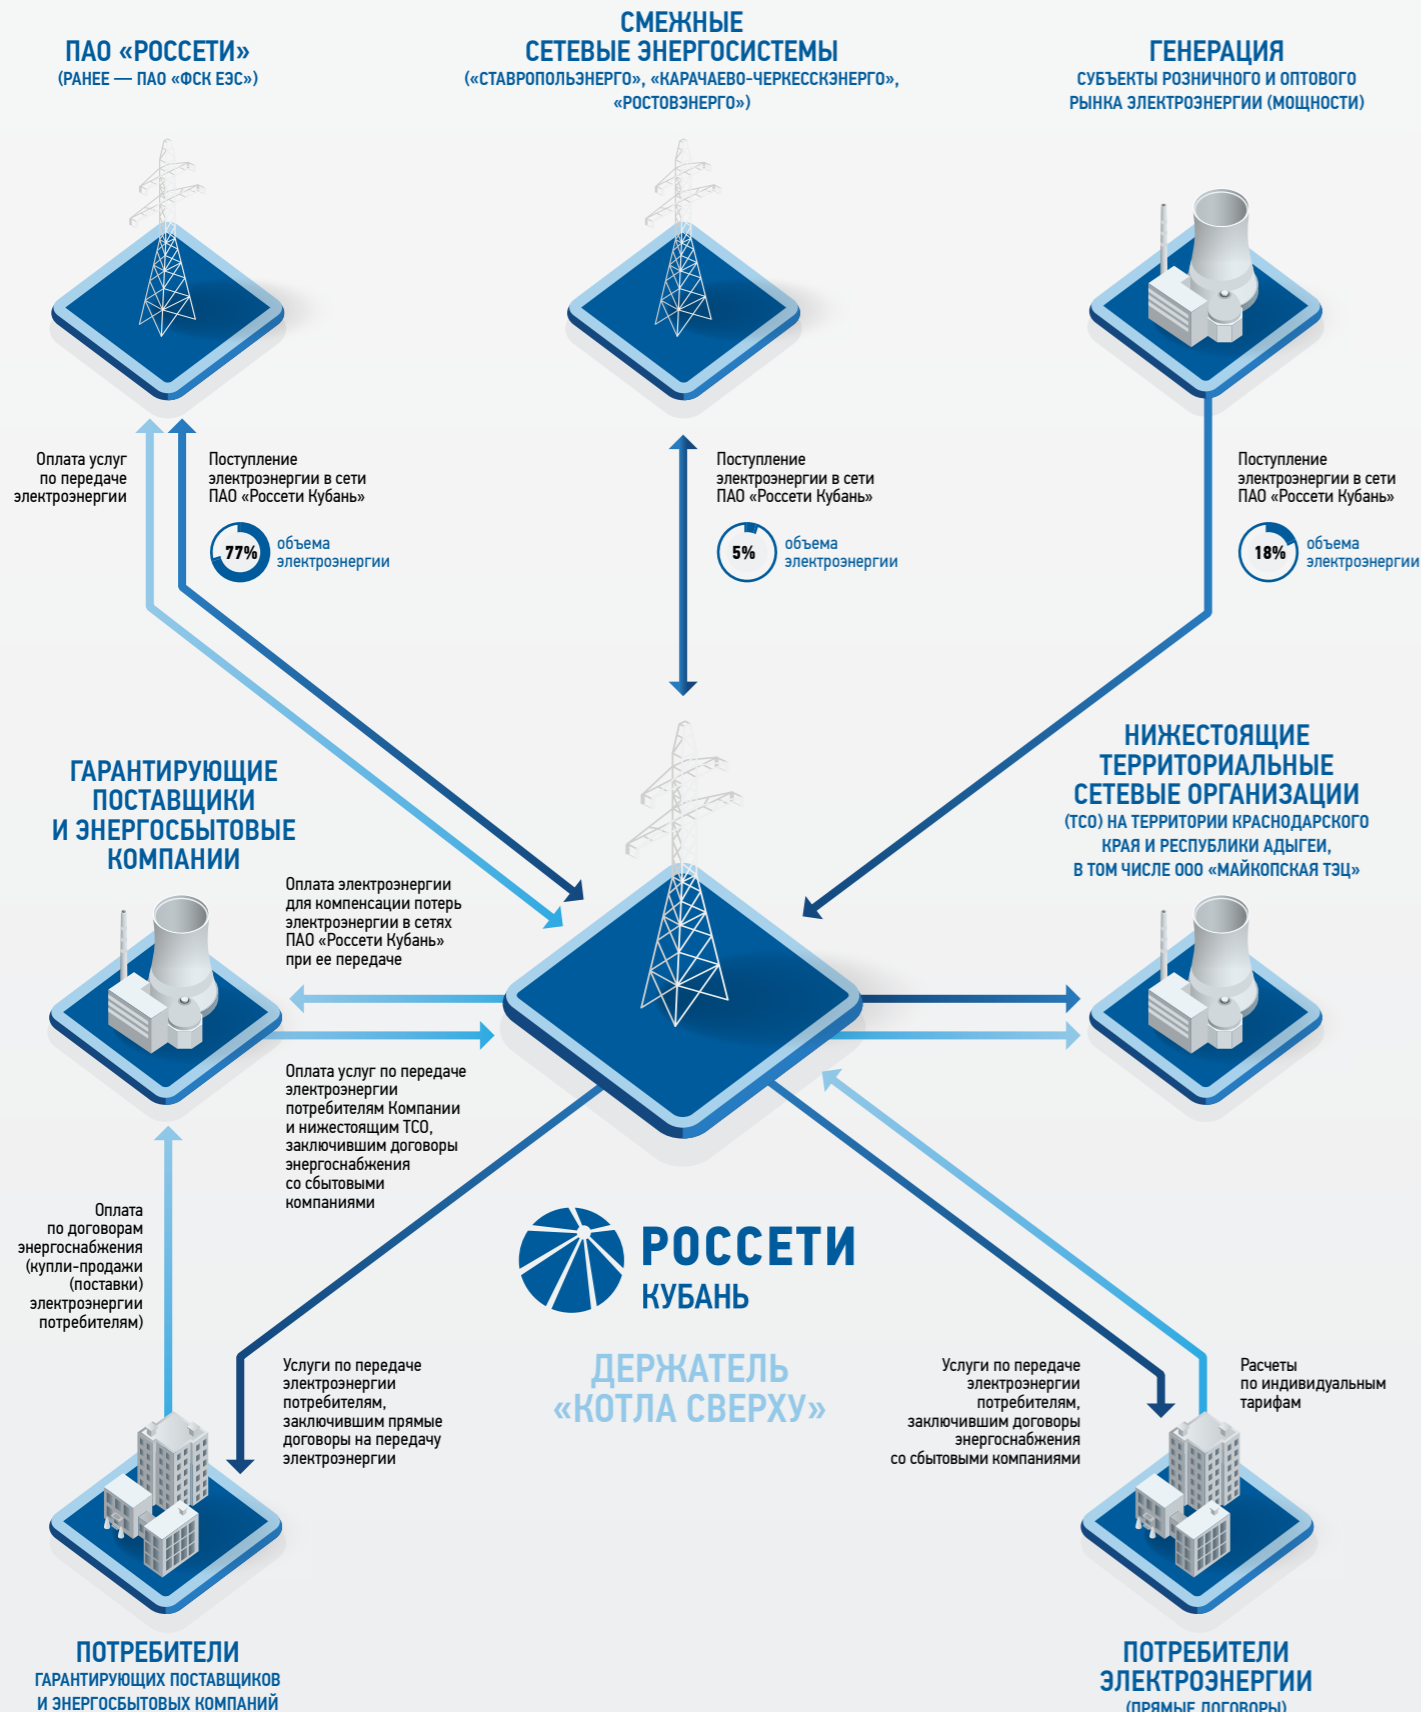 ПАО «РОССЕТИ»
(РАНЕЕ — ПАО «ФСК ЕЭС»)
СМЕЖНЫЕ
СЕТЕВЫЕ ЭНЕРГОСИСТЕМЫ
(«СТАВРОПОЛЬЭНЕРГО», «КАРАЧАЕВО-ЧЕРКЕССКЭНЕРГО»,
«РОСТОВЭНЕРГО»)
ГЕНЕРАЦИЯ
СУБЪЕКТЫ РОЗНИЧНОГО И ОПТОВОГО
РЫНКА ЭЛЕКТРОЭНЕРГИИ (МОЩНОСТИ)
Оплата услуг
по передаче
электроэнергии
Поступление
электроэнергии в сети
ПАО «Россети Кубань»
77%
объема
электроэнергии
Поступление
электроэнергии в сети
ПАО «Россети Кубань»
5%
объема
электроэнергии
Поступление
электроэнергии в сети
ПАО «Россети Кубань»
18%
объема
электроэнергии
ГАРАНТИРУЮЩИЕ
ПОСТАВЩИКИ
И ЭНЕРГОСБЫТОВЫЕ
КОМПАНИИ
НИЖЕСТОЯЩИЕ
ТЕРРИТОРИАЛЬНЫЕ
СЕТЕВЫЕ ОРГАНИЗАЦИИ
(ТСО) НА ТЕРРИТОРИИ КРАСНОДАРСКОГО
КРАЯ И РЕСПУБЛИКИ АДЫГЕИ,
В ТОМ ЧИСЛЕ ООО «МАЙКОПСКАЯ ТЭЦ»
Оплата электроэнергии
для компенсации потерь
электроэнергии в сетях
ПАО «Россети Кубань»
при ее передаче
Оплата услуг по передаче
электроэнергии
потребителям Компании
и нижестоящим ТСО,
заключившим договоры
энергоснабжения
со сбытовыми
компаниями
Оплата
по договорам
энергоснабжения
(купли-продажи
(поставки)
электроэнергии
потребителям)
РОССЕТИ
КУБАНЬ
ДЕРЖАТЕЛЬ
«КОТЛА СВЕРХУ»
Услуги по передаче
электроэнергии
потребителям,
заключившим прямые
договоры на передачу
электроэнергии
Услуги по передаче
электроэнергии
потребителям,
заключившим договоры
энергоснабжения
со сбытовыми компаниями
Расчеты
по индивидуальным
тарифам
ПОТРЕБИТЕЛИ
ГАРАНТИРУЮЩИХ ПОСТАВЩИКОВ
И ЭНЕРГОСБЫТОВЫХ КОМПАНИЙ
ПОТРЕБИТЕЛИ
ЭЛЕКТРОЭНЕРГИИ
(ПРЯМЫЕ ДОГОВОРЫ)